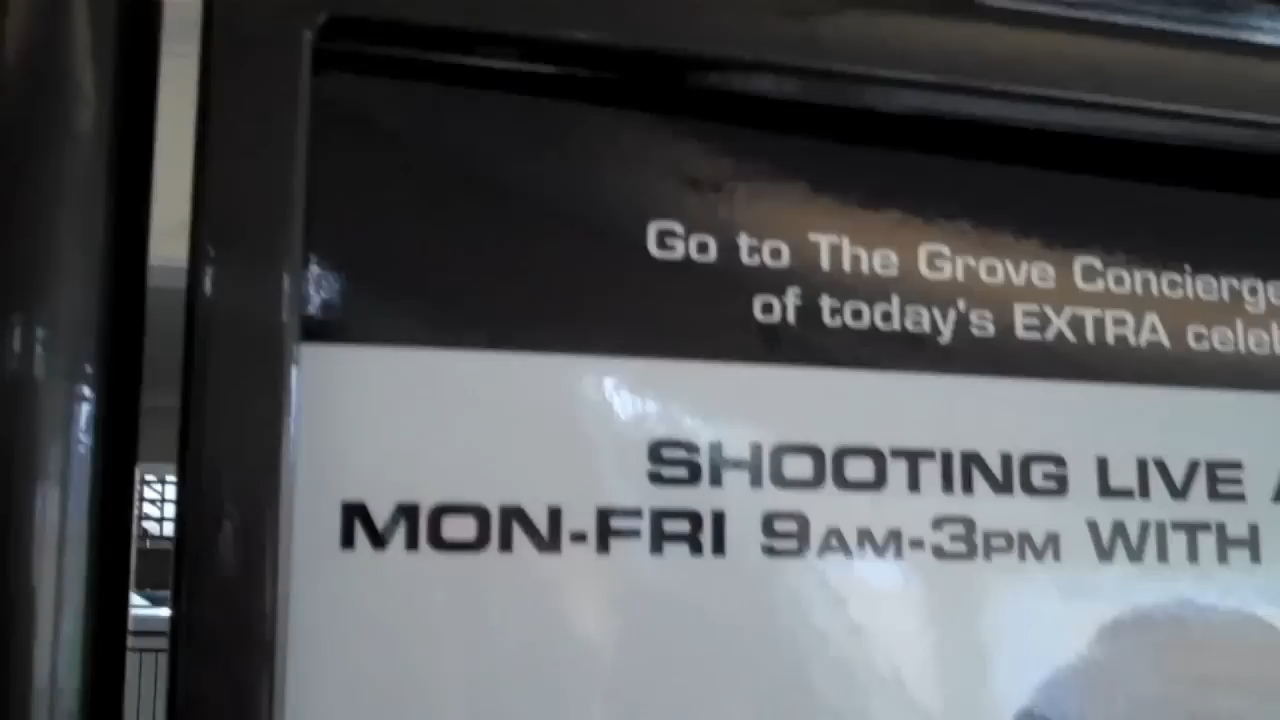 Go to The Grove Concierge
of today's EXTRA
SHOOTING LIVE
MON-FRI 9AM-3PM WITH